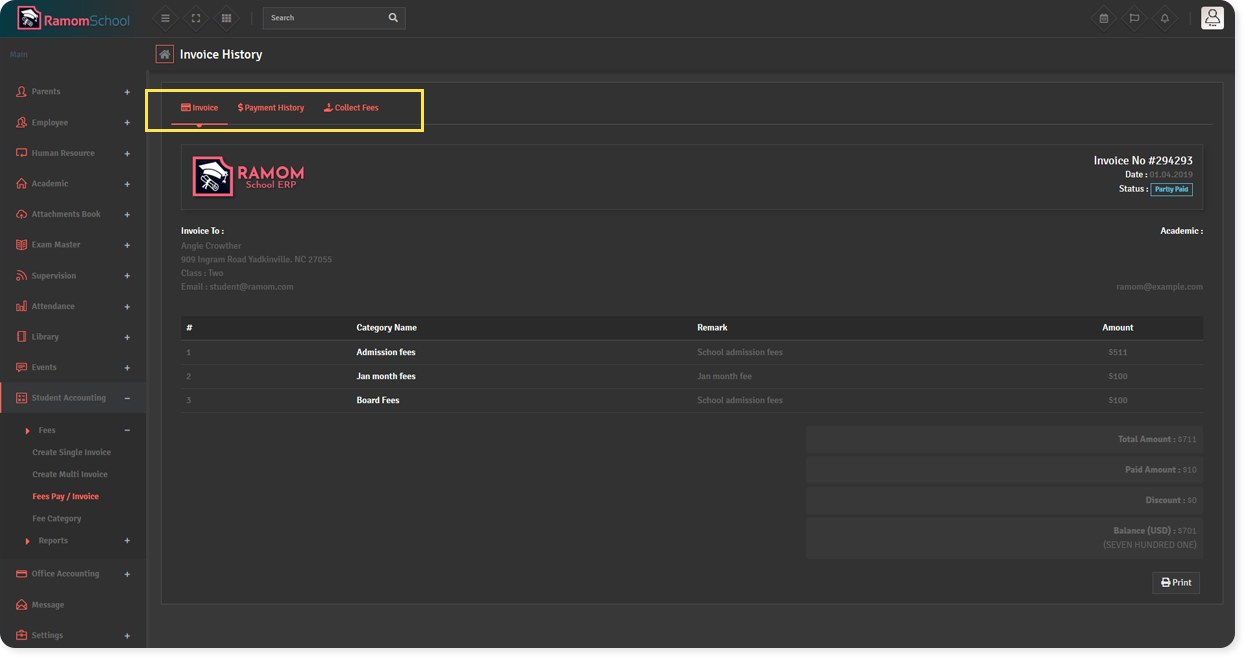 RamomSchool
Search
Main
Invoice History
Parents +
Employee +
Human Resource +
Academic +
Attachments Book +
Exam Master +
Supervision +
Attendance +
Library +
Events +
Student Accounting −
Fees −
Create Single Invoice
Create Multi Invoice
Fees Pay / Invoice
Fee Category
Reports +
Office Accounting +
Message
Settings +
Invoice $ Payment History Collect Fees
RAMOM
School ERP
Invoice No #294293
Date : 01.04.2019
Status : Partly Paid
Invoice To :
Angie Crowther
909 Ingram Road Yadkinville, NC 27055
Class : Two
Email : student@ramom.com
Academic :
ramom@example.com
# Category Name Remark Amount
1 Admission fees School admission fees $511
2 Jan month fees Jan month fee $100
3 Board Fees School admission fees $100
Total Amount : $711
Paid Amount : $10
Discount : $0
Balance (USD) : $701
(SEVEN HUNDRED ONE)
Print